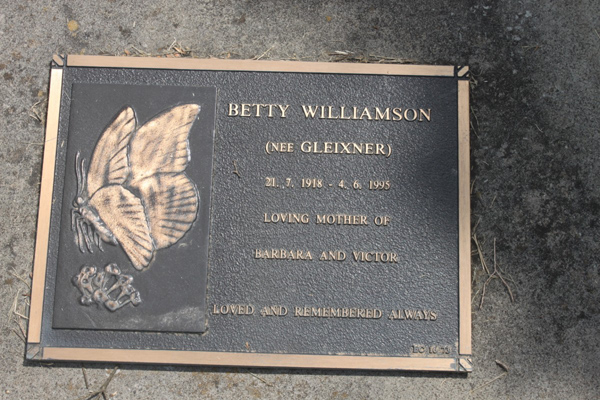 BETTY WILLIAMSON
(NEE GLEIXNER)
21. 7. 1918 - 4. 6. 1995
LOVING MOTHER OF
BARBARA AND VICTOR
LOVED AND REMEMBERED ALWAYS